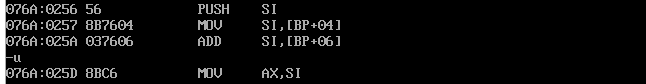 076A:0256 56 PUSH SI
076A:0257 8B7604 MOV SI,[BP+04]
076A:025A 037606 ADD SI,[BP+06]
-u
076A:025D 8BC6 MOV AX,SI